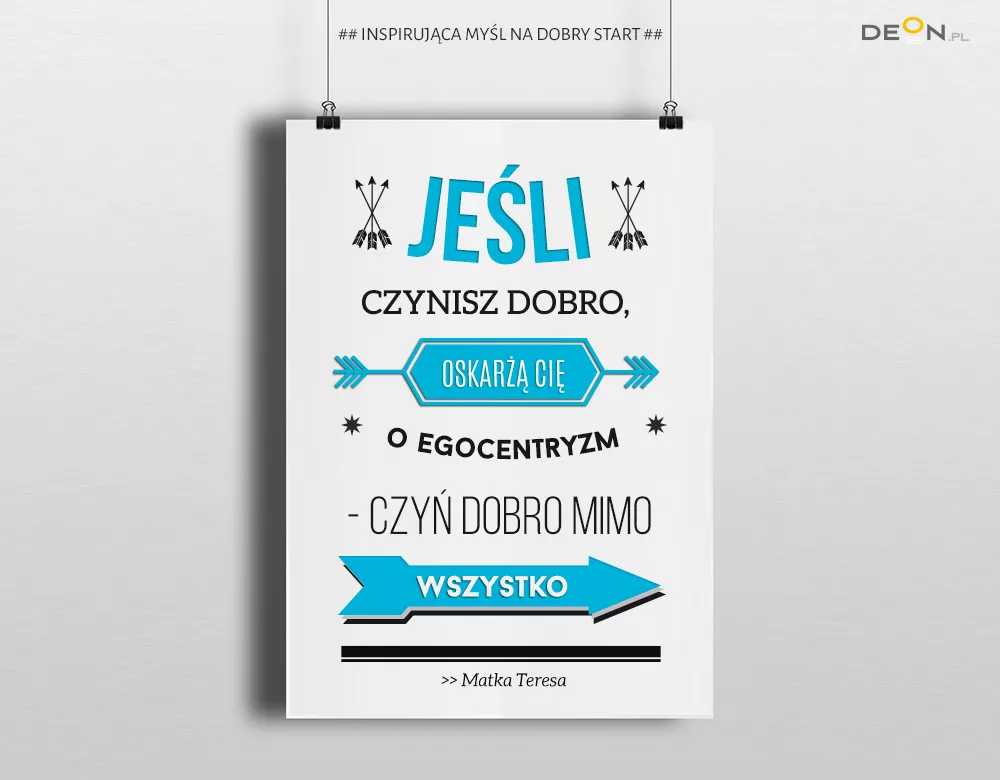 ## INSPIRUJĄCA MYŚL NA DOBRY START ##
DEON.PL
JEŚLI
CZYNISZ DOBRO,
OSKARŻĄ CIĘ
O EGOCENTRYZM
- CZYŃ DOBRO MIMO
WSZYSTKO
>> Matka Teresa